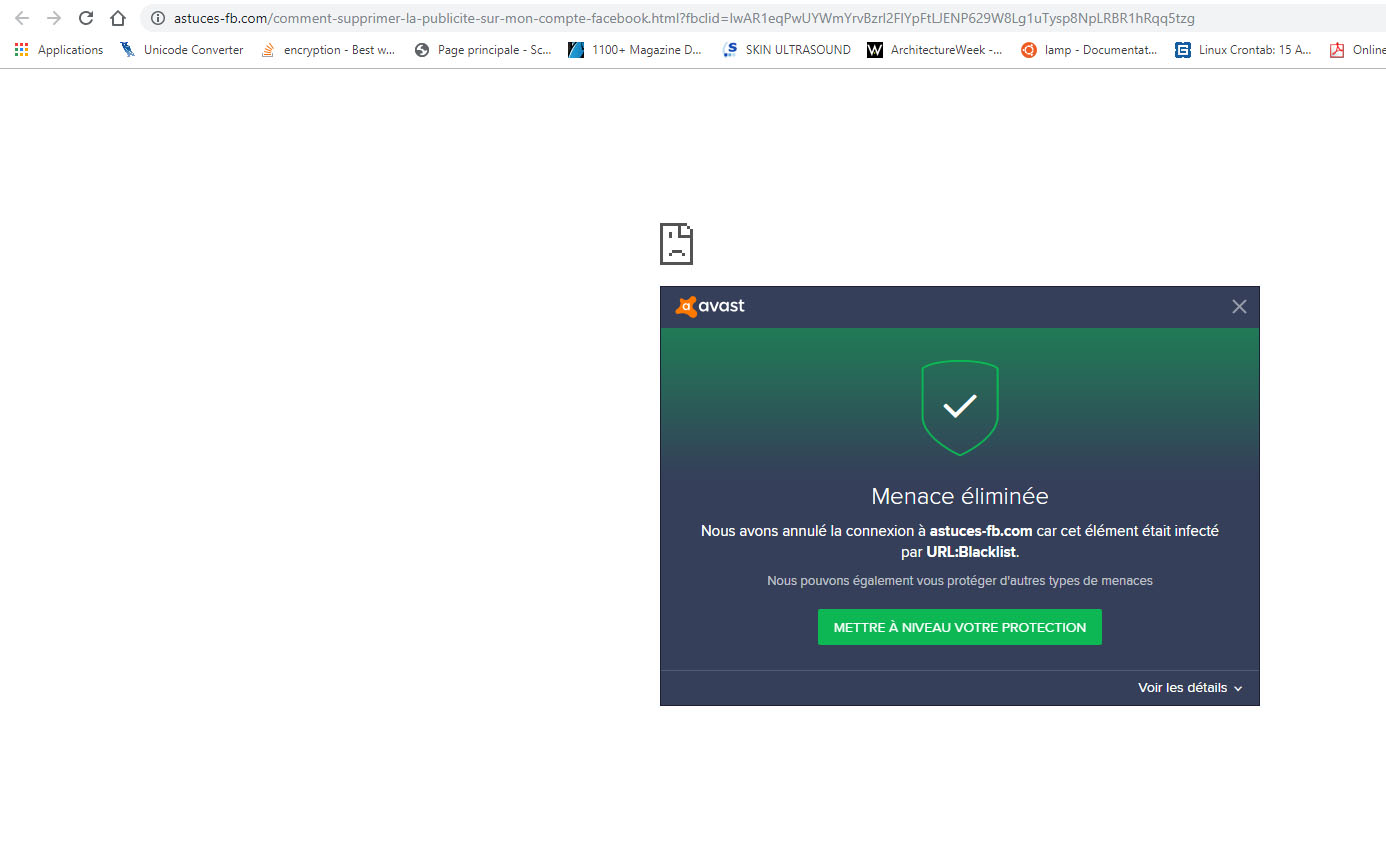 astuces-fb.com/comment-supprimer-la-publicite-sur-mon-compte-facebook.html?fbclid=IwAR1eqPwUYWmYrvBzrl2FlYpFtLJENP629W8Lg1uTysp8NpLRBR1hRqq5tzg
Applications Unicode Converter encryption - Best w... Page principale - Sc... 1100+ Magazine D... SKIN ULTRASOUND ArchitectureWeek -... lamp - Documentat... Linux Crontab: 15 A... Online
avast
Menace éliminée
Nous avons annulé la connexion à astuces-fb.com car cet élément était infecté
par URL:Blacklist.
Nous pouvons également vous protéger d'autres types de menaces
METTRE À NIVEAU VOTRE PROTECTION
Voir les détails